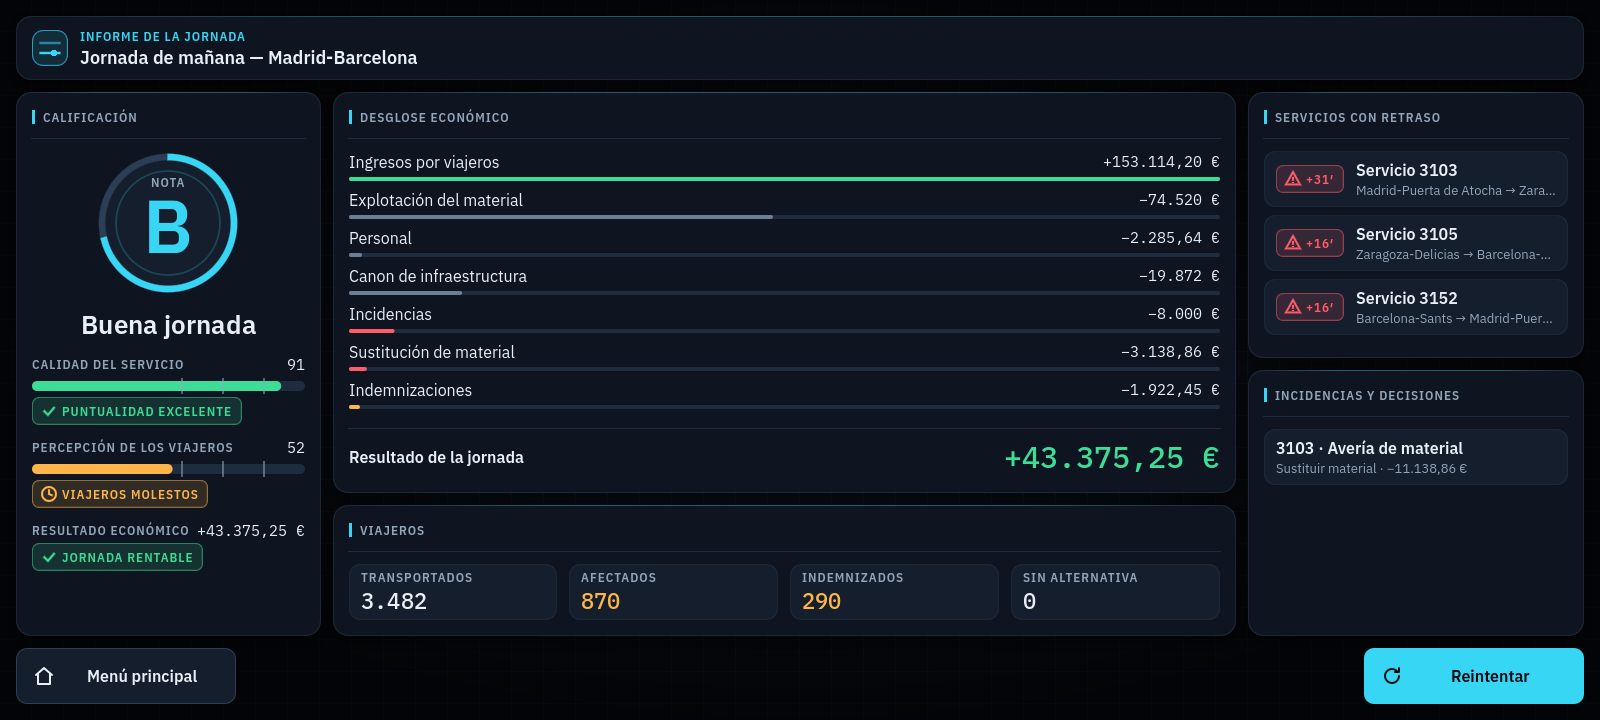 INFORME DE LA JORNADA
Jornada de mañana — Madrid-Barcelona
CALIFICACIÓN
NOTA
B
Buena jornada
CALIDAD DEL SERVICIO 91
PUNTUALIDAD EXCELENTE
PERCEPCIÓN DE LOS VIAJEROS 52
VIAJEROS MOLESTOS
RESULTADO ECONÓMICO +43.375,25 €
JORNADA RENTABLE
DESGLOSE ECONÓMICO
Ingresos por viajeros +153.114,20 €
Explotación del material −74.520 €
Personal −2.285,64 €
Canon de infraestructura −19.872 €
Incidencias −8.000 €
Sustitución de material −3.138,86 €
Indemnizaciones −1.922,45 €
Resultado de la jornada +43.375,25 €
VIAJEROS
TRANSPORTADOS
3.482
AFECTADOS
870
INDEMNIZADOS
290
SIN ALTERNATIVA
0
SERVICIOS CON RETRASO
+31′
Servicio 3103
Madrid-Puerta de Atocha → Zara…
+16′
Servicio 3105
Zaragoza-Delicias → Barcelona-…
+16′
Servicio 3152
Barcelona-Sants → Madrid-Puer…
INCIDENCIAS Y DECISIONES
3103 · Avería de material
Sustituir material · −11.138,86 €
Menú principal
Reintentar